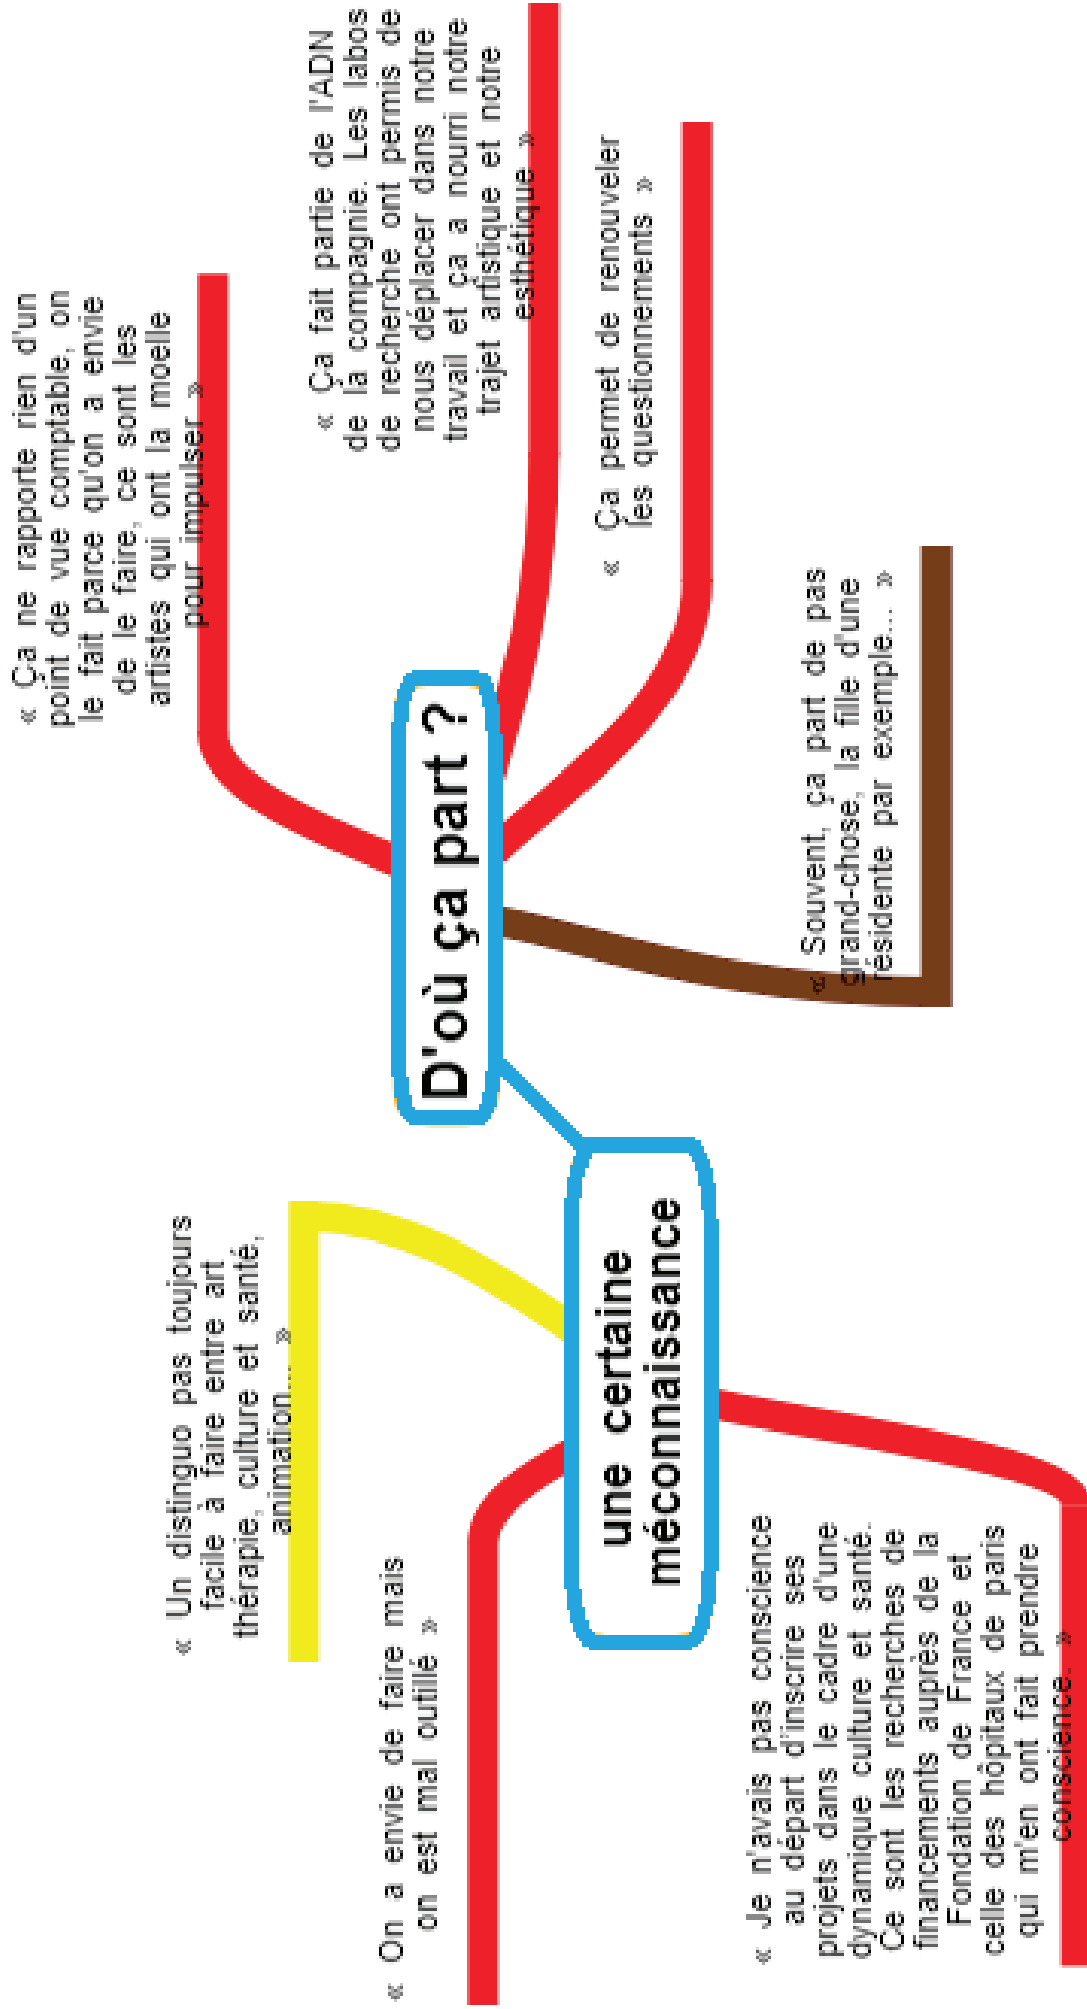 « Un distinguo pas toujours
facile à faire entre art
thérapie, culture et santé,
animation... »
« On a envie de faire mais
on est mal outillé »
une certaine
méconnaissance
« Je n'avais pas conscience
au départ d'inscrire ses
projets dans le cadre d'une
dynamique culture et santé.
Ce sont les recherches de
financements auprès de la
Fondation de France et
celle des hôpitaux de paris
qui m'en ont fait prendre
conscience. »
D'où ça part ?
« Ça ne rapporte rien d'un
point de vue comptable, on
le fait parce qu'on a envie
de le faire, ce sont les
artistes qui ont la moelle
pour impulser »
« Ça fait partie de l'ADN
de la compagnie. Les labos
de recherche ont permis de
nous déplacer dans notre
travail et ça a nourri notre
trajet artistique et notre
esthétique »
« Ça permet de renouveler
les questionnements »
« Souvent, ça part de pas
grand-chose, la fille d'une
résidente par exemple... »